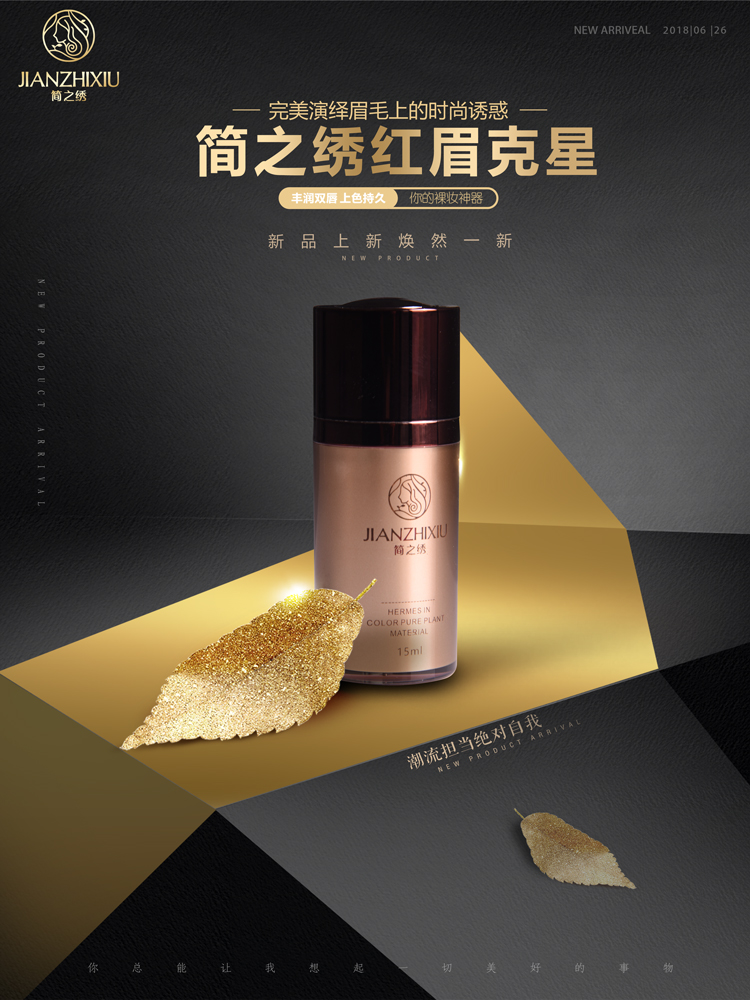 JIANZHIXIU
简之绣
NEW ARRIVEAL 2018|06 |26
完美演绎眉毛上的时尚诱惑
简之绣红眉克星
丰润双唇 上色持久 你的裸妆神器
新品上新焕然一新
NEW PRODUCT
NEW PRODUCT ARRIVAL
JIANZHIXIU
简之绣
HERMES IN
COLOR PURE PLANT
MATERIAL
15ml
潮流担当绝对自我
NEW PRODUCT ARRIVAL
你总能让我想起一切美好的事物